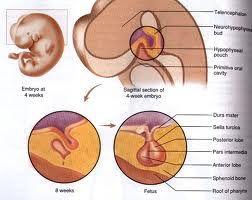 Telencephalon
Neurohypophyseal
bud
Hypophyseal
pouch
Primitive oral
cavity
Embryo at
4 weeks
Sagittal section of
4-week embryo
Dura mater
Sella turcica
Posterior lobe
Pars intermedia
Anterior lobe
Sphenoid bone
Roof of pharynx
8 weeks
Fetus